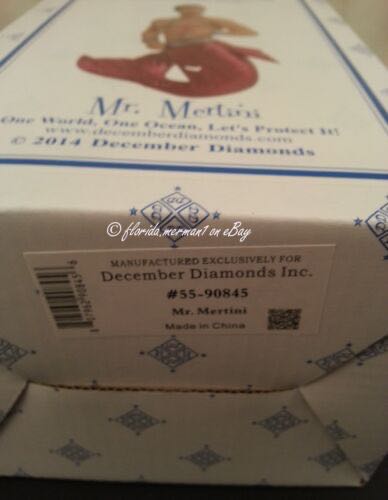 Mr. Mertini
One World, One Ocean, Let's Protect It!
www.decemberdiamonds.com
© 2014 December Diamonds
© florida.merman1 on eBay
MANUFACTURED EXCLUSIVELY FOR
December Diamonds Inc.
#55-90845
Mr. Mertini
Made in China